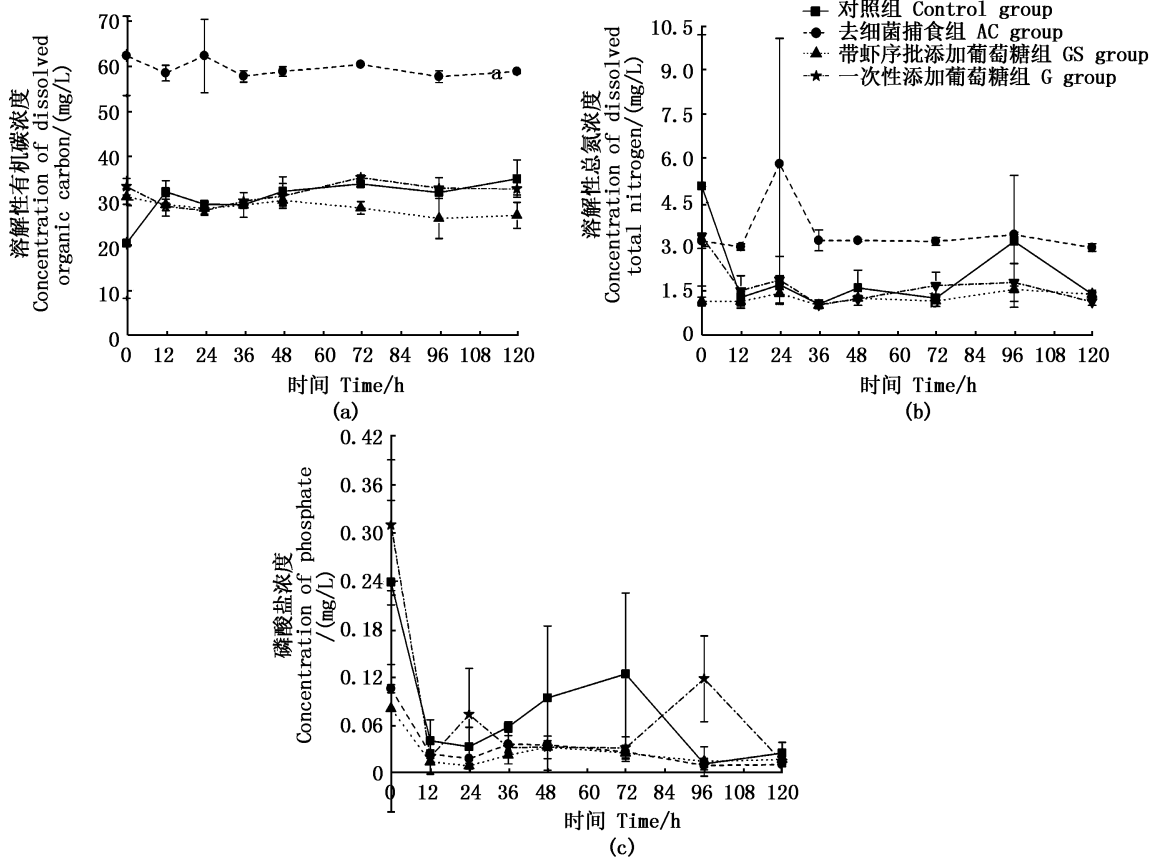 对照组 Control group
去细菌捕食组 AC group
带虾序批添加葡萄糖组 GS group
一次性添加葡萄糖组 G group
溶解性有机碳浓度
Concentration of dissolved
organic carbon/(mg/L)
70
60
50
40
30
20
10
0
a
0 12 24 36 48 60 72 84 96 108 120
时间 Time/h
(a)
溶解性总氮浓度
Concentration of dissolved
total nitrogen/(mg/L)
10.5
9.0
7.5
6.0
4.5
3.0
1.5
0
0 12 24 36 48 60 72 84 96 108 120
时间 Time/h
(b)
磷酸盐浓度
Concentration of phosphate
/(mg/L)
0.42
0.36
0.30
0.24
0.18
0.12
0.06
0
0 12 24 36 48 60 72 84 96 108 120
时间 Time/h
(c)